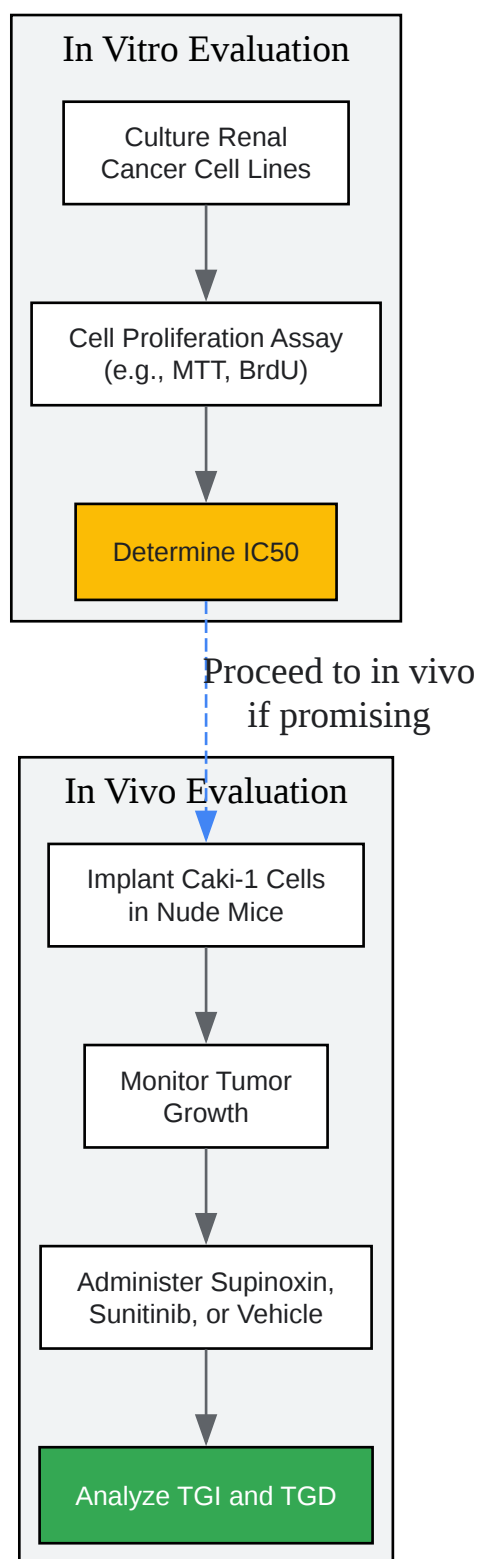 In Vitro Evaluation
Culture Renal
Cancer Cell Lines
Cell Proliferation Assay
(e.g., MTT, BrdU)
Determine IC50
Proceed to in vivo
if promising
In Vivo Evaluation
Implant Caki-1 Cells
in Nude Mice
Monitor Tumor
Growth
Administer Supinoxin,
Sunitinib, or Vehicle
Analyze TGI and TGD